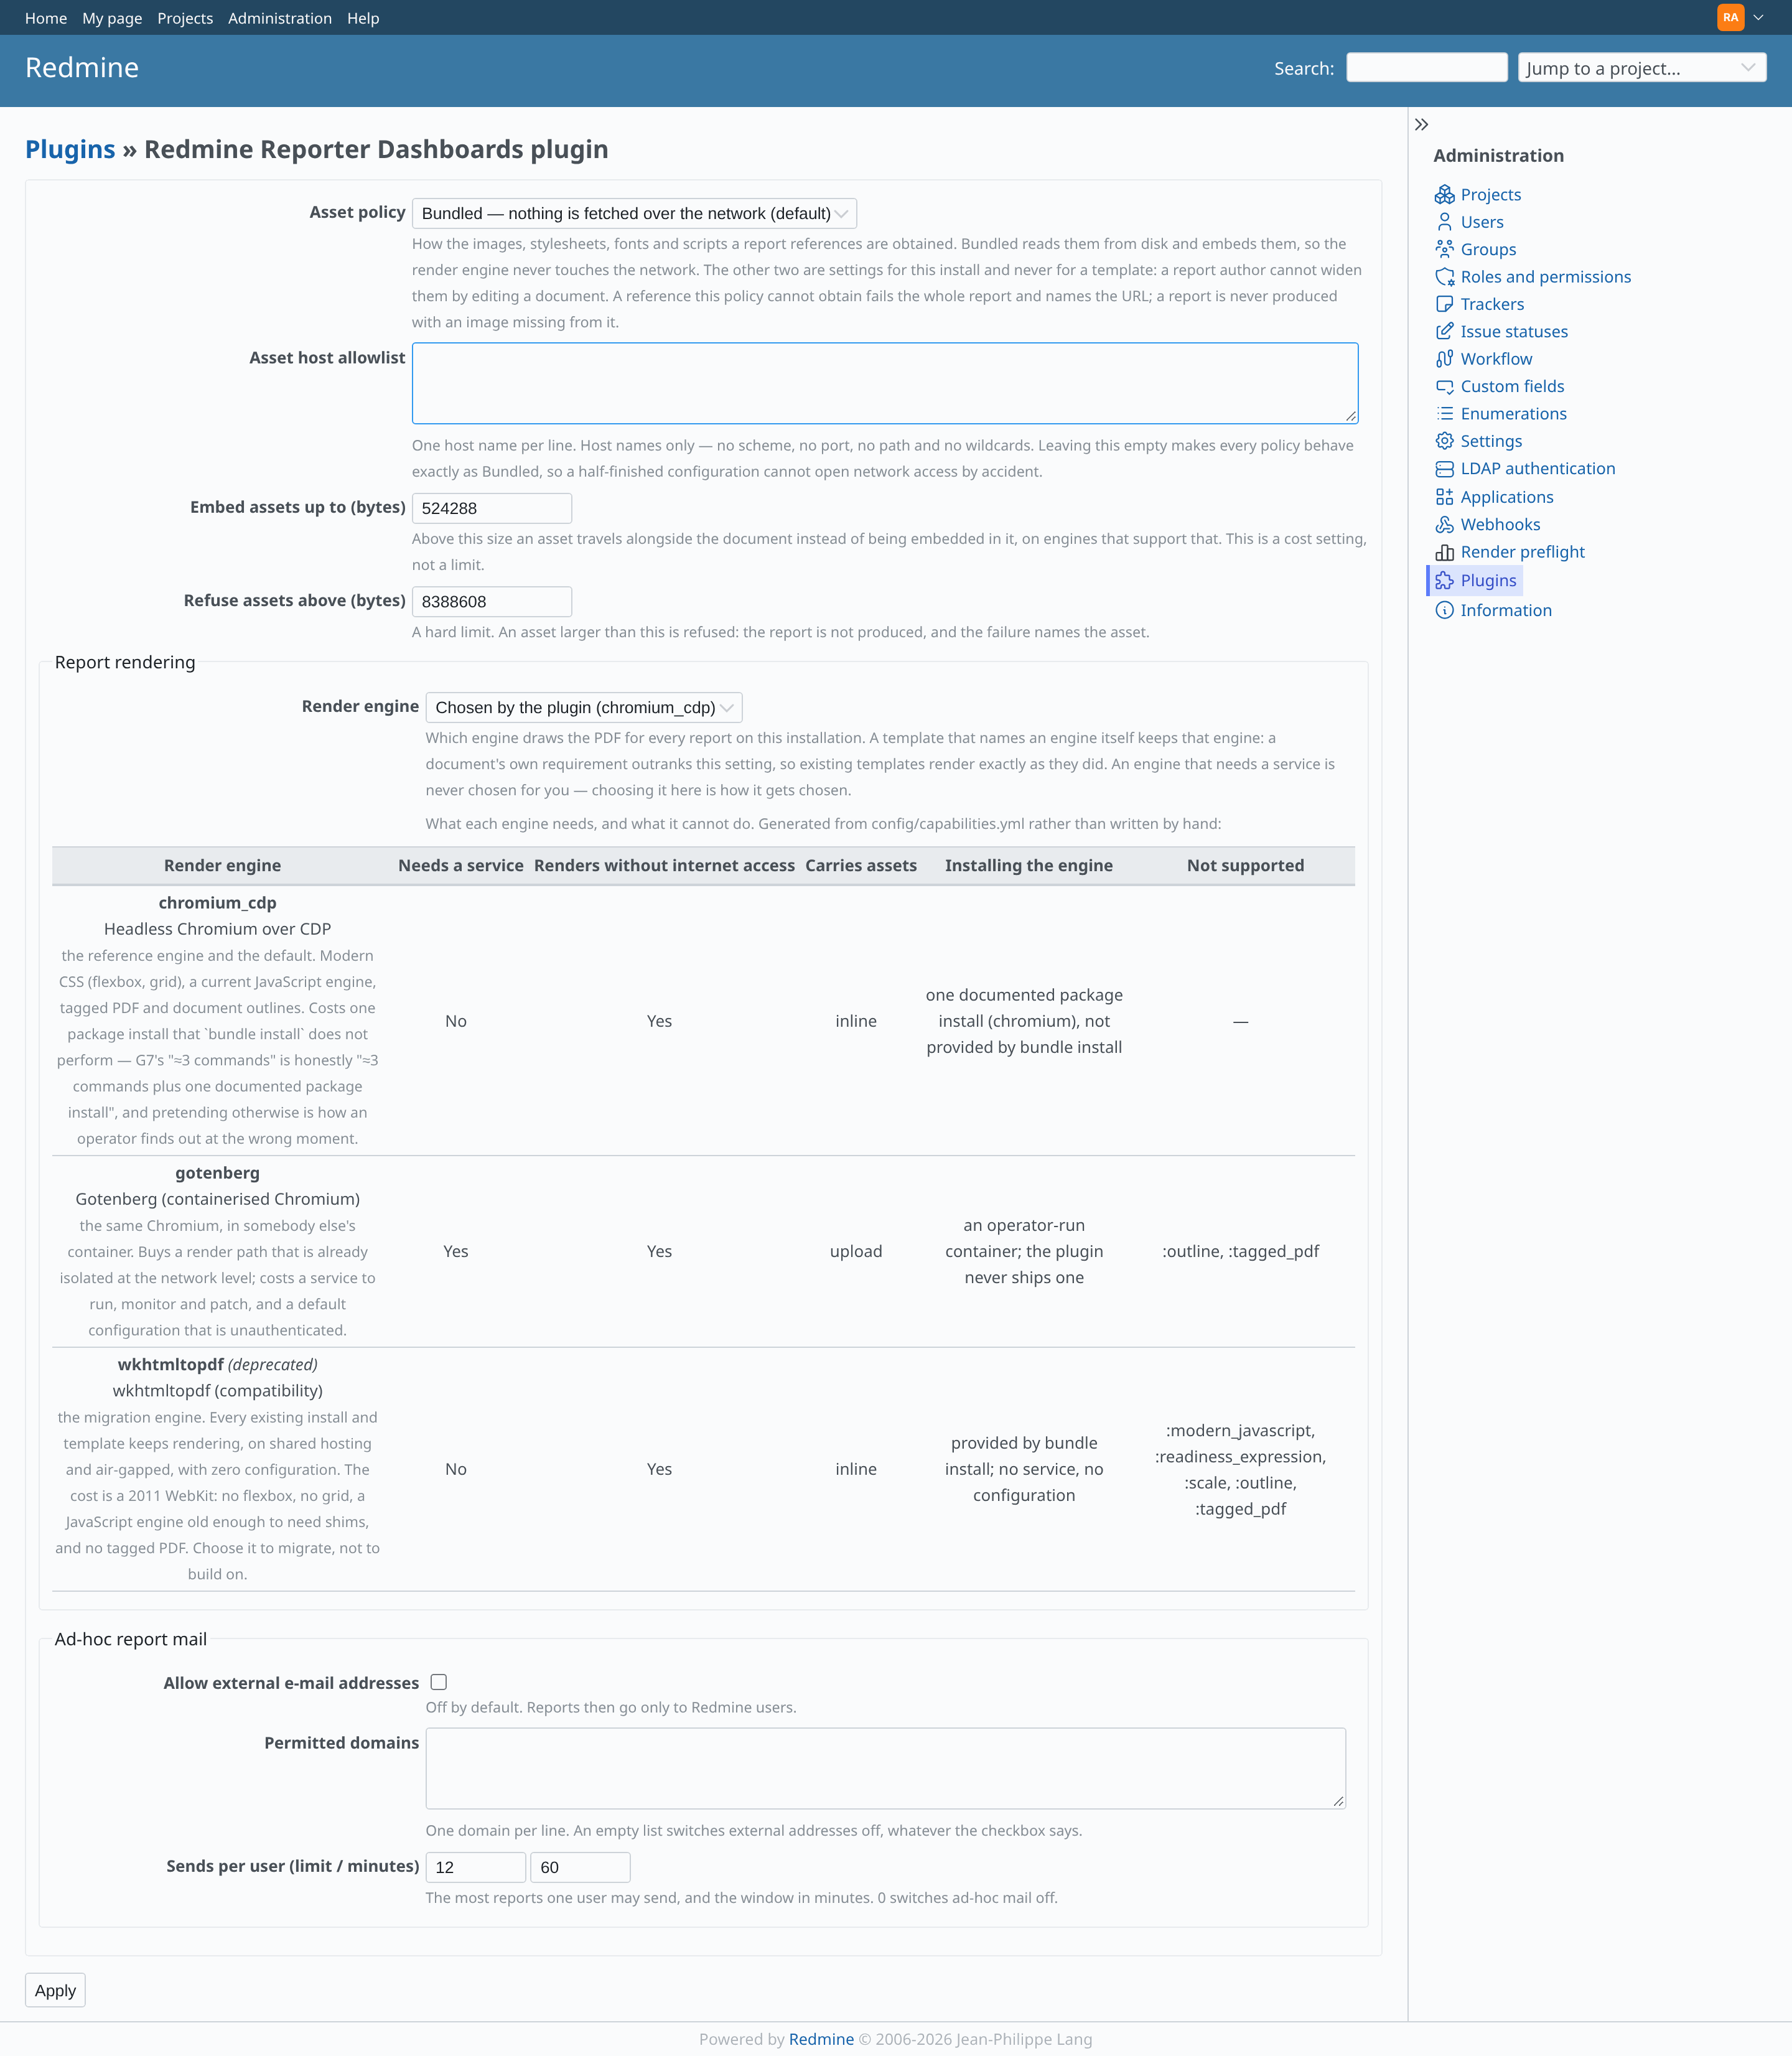 Home My page Projects Administration Help
RA
Redmine
Search:
Jump to a project...
Plugins » Redmine Reporter Dashboards plugin
Asset policy
Bundled — nothing is fetched over the network (default)
How the images, stylesheets, fonts and scripts a report references are obtained. Bundled reads them from disk and embeds them, so the
render engine never touches the network. The other two are settings for this install and never for a template: a report author cannot widen
them by editing a document. A reference this policy cannot obtain fails the whole report and names the URL; a report is never produced
with an image missing from it.
Asset host allowlist
One host name per line. Host names only — no scheme, no port, no path and no wildcards. Leaving this empty makes every policy behave
exactly as Bundled, so a half-finished configuration cannot open network access by accident.
Embed assets up to (bytes)
524288
Above this size an asset travels alongside the document instead of being embedded in it, on engines that support that. This is a cost setting,
not a limit.
Refuse assets above (bytes)
8388608
A hard limit. An asset larger than this is refused: the report is not produced, and the failure names the asset.
Report rendering
Render engine
Chosen by the plugin (chromium_cdp)
Which engine draws the PDF for every report on this installation. A template that names an engine itself keeps that engine: a
document's own requirement outranks this setting, so existing templates render exactly as they did. An engine that needs a service is
never chosen for you — choosing it here is how it gets chosen.
What each engine needs, and what it cannot do. Generated from config/capabilities.yml rather than written by hand:
Render engine Needs a service Renders without internet access Carries assets Installing the engine Not supported
chromium_cdp
Headless Chromium over CDP
the reference engine and the default. Modern
CSS (flexbox, grid), a current JavaScript engine,
tagged PDF and document outlines. Costs one
package install that `bundle install` does not
perform — G7's "≈3 commands" is honestly "≈3
commands plus one documented package
install", and pretending otherwise is how an
operator finds out at the wrong moment.
No
Yes
inline
one documented package
install (chromium), not
provided by bundle install
—
gotenberg
Gotenberg (containerised Chromium)
the same Chromium, in somebody else's
container. Buys a render path that is already
isolated at the network level; costs a service to
run, monitor and patch, and a default
configuration that is unauthenticated.
Yes
Yes
upload
an operator-run
container; the plugin
never ships one
:outline, :tagged_pdf
wkhtmltopdf (deprecated)
wkhtmltopdf (compatibility)
the migration engine. Every existing install and
template keeps rendering, on shared hosting
and air-gapped, with zero configuration. The
cost is a 2011 WebKit: no flexbox, no grid, a
JavaScript engine old enough to need shims,
and no tagged PDF. Choose it to migrate, not to
build on.
No
Yes
inline
provided by bundle
install; no service, no
configuration
:modern_javascript,
:readiness_expression,
:scale, :outline,
:tagged_pdf
Ad-hoc report mail
Allow external e-mail addresses
Off by default. Reports then go only to Redmine users.
Permitted domains
One domain per line. An empty list switches external addresses off, whatever the checkbox says.
Sends per user (limit / minutes)
12
60
The most reports one user may send, and the window in minutes. 0 switches ad-hoc mail off.
Apply
Administration
Projects
Users
Groups
Roles and permissions
Trackers
Issue statuses
Workflow
Custom fields
Enumerations
Settings
LDAP authentication
Applications
Webhooks
Render preflight
Plugins
Information
Powered by Redmine © 2006-2026 Jean-Philippe Lang